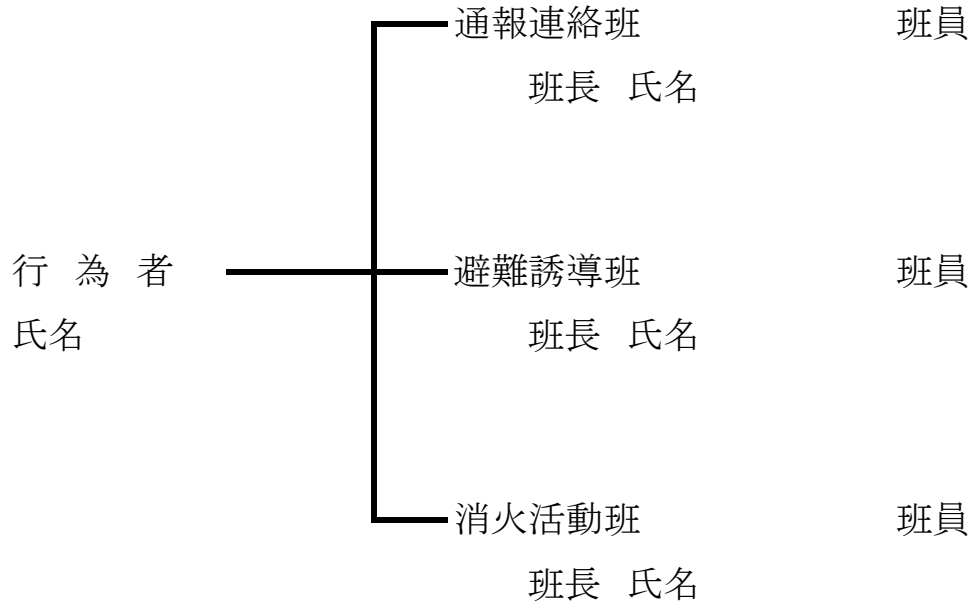 通報連絡班 班員
班長 氏名
行 為 者 避難誘導班 班員
氏名 班長 氏名
消火活動班 班員
班長 氏名